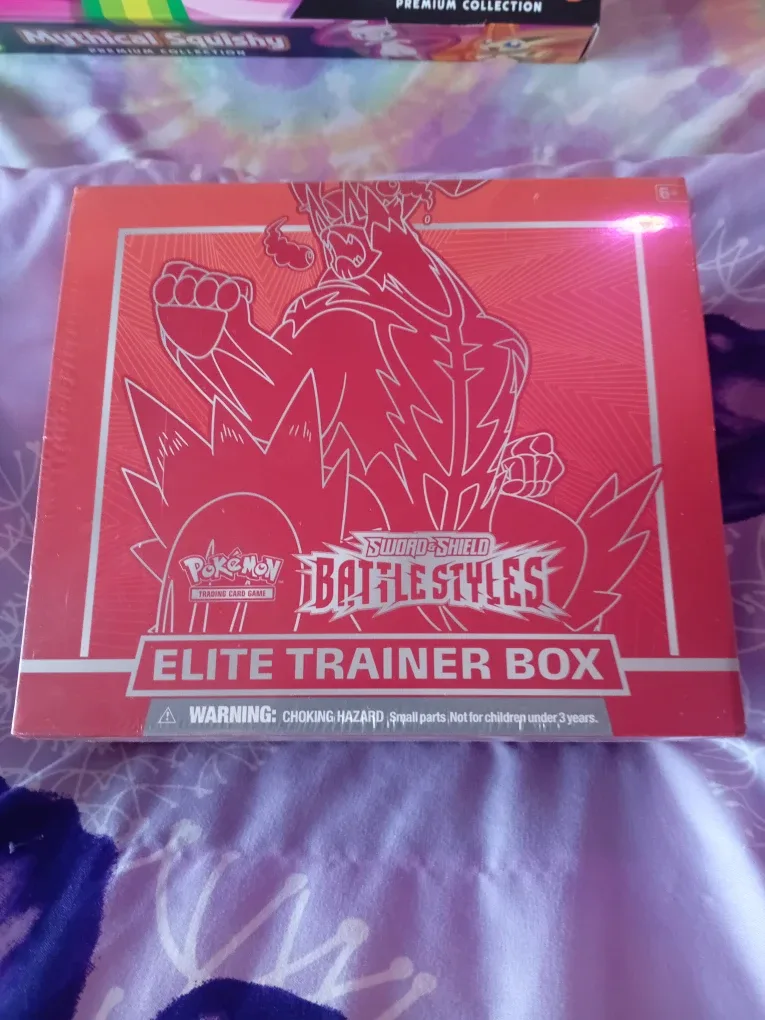 PREMIUM COLLECTION
Mythical Squishy
PREMIUM COLLECTION
6+
POKéMON
TRADING CARD GAME
SWORD & SHIELD
BATTLE STYLES
ELITE TRAINER BOX
WARNING: CHOKING HAZARD Small parts Not for children under 3 years.